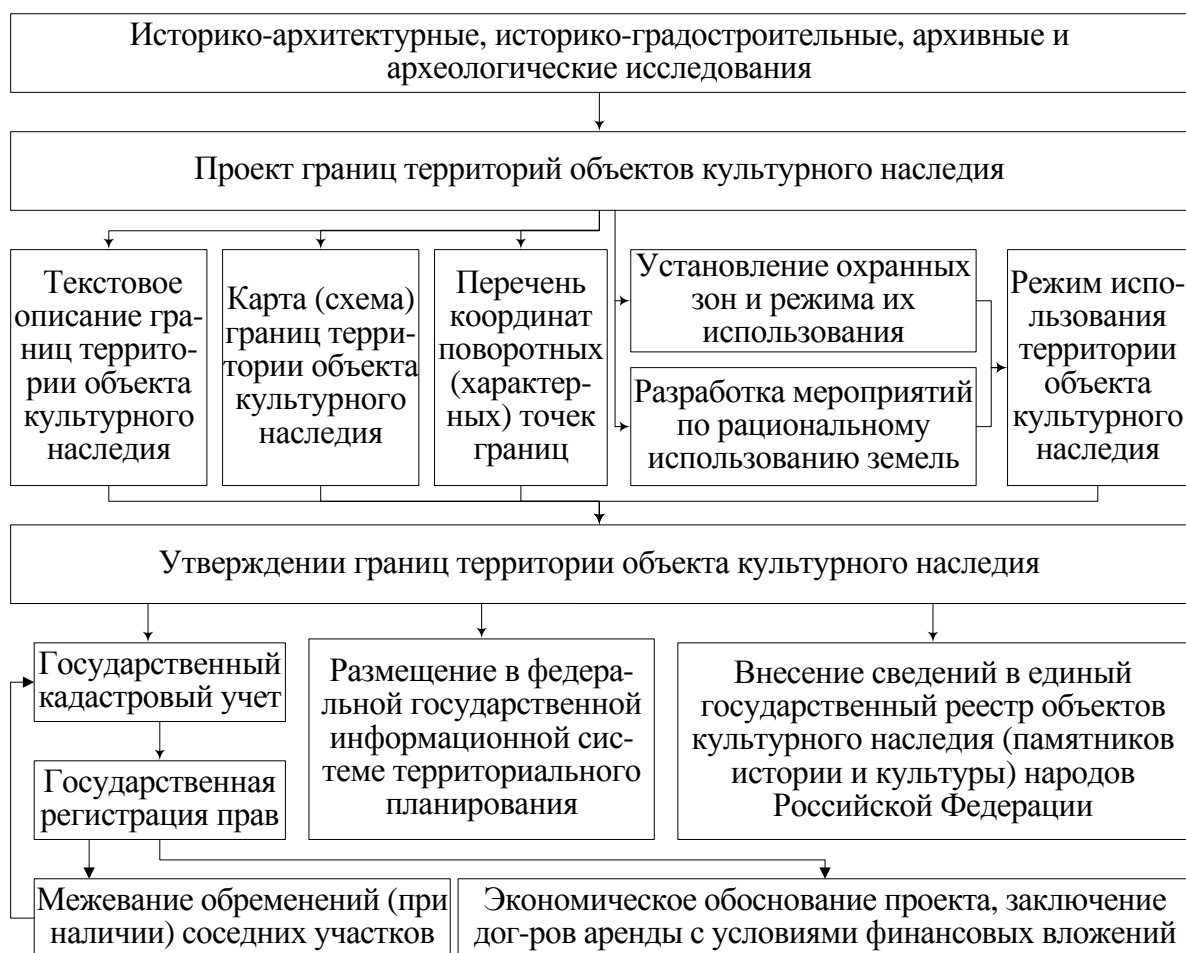 Историко-архитектурные, историко-градостроительные, архивные и
археологические исследования
Проект границ территорий объектов культурного наследия
Текстовое
описание гра-
ниц террито-
рии объекта
культурного
наследия
Карта (схема)
границ терри-
тории объекта
культурного
наследия
Перечень
координат
поворотных
(характер-
ных) точек
границ
Установление охранных
зон и режима их
использования
Разработка мероприятий
по рациональному
использованию земель
Режим испо-
льзования
территории
объекта
культурного
наследия
Утверждении границ территории объекта культурного наследия
Государственный
кадастровый учет
Размещение в федера-
льной государственной
информационной сис-
теме территориального
планирования
Внесение сведений в единый
государственный реестр объектов
культурного наследия (памятников
истории и культуры) народов
Российской Федерации
Государственная
регистрация прав
Межевание обременений (при
наличии) соседних участков
Экономическое обоснование проекта, заключение
дог-ров аренды с условиями финансовых вложений